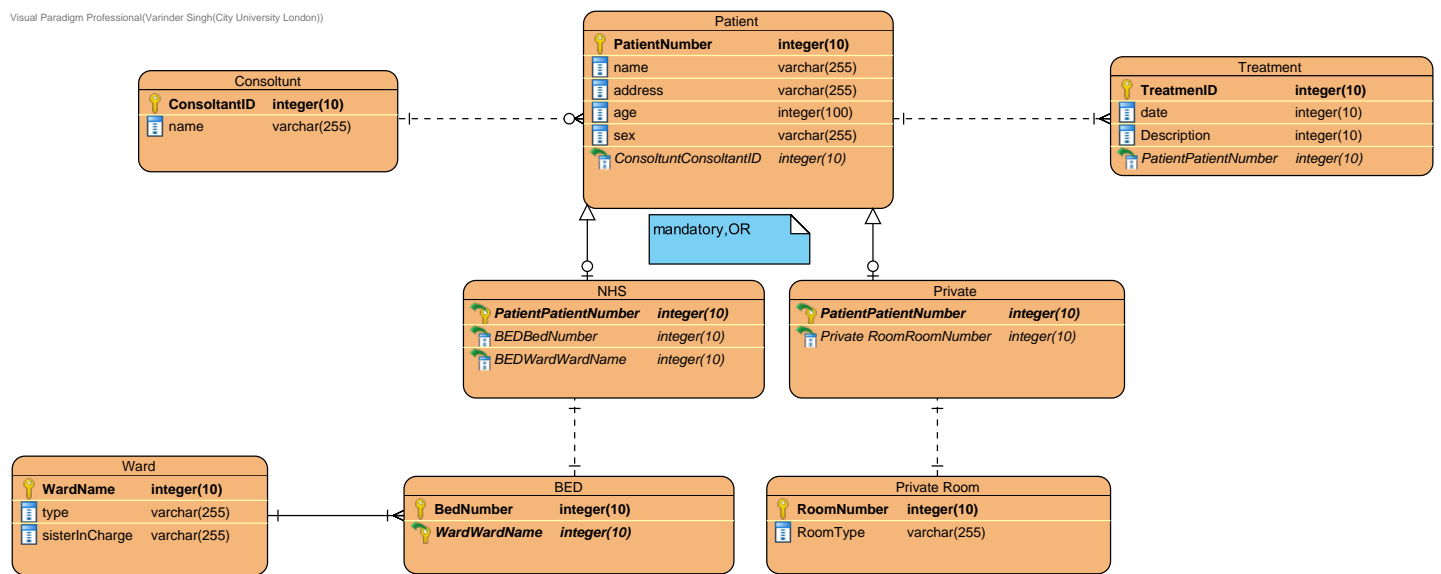 Visual Paradigm Professional(Varinder Singh(City University London))
Patient
PatientNumber integer(10)
name varchar(255)
address varchar(255)
age integer(100)
sex varchar(255)
ConsoltuntConsoltantID integer(10)
Consoltunt
ConsoltantID integer(10)
name varchar(255)
Treatment
TreatmenID integer(10)
date integer(10)
Description integer(10)
PatientPatientNumber integer(10)
mandatory,OR
NHS
PatientPatientNumber integer(10)
BEDBedNumber integer(10)
BEDWardWardName integer(10)
Private
PatientPatientNumber integer(10)
Private RoomRoomNumber integer(10)
Ward
WardName integer(10)
type varchar(255)
sisterInCharge varchar(255)
BED
BedNumber integer(10)
WardWardName integer(10)
Private Room
RoomNumber integer(10)
RoomType varchar(255)